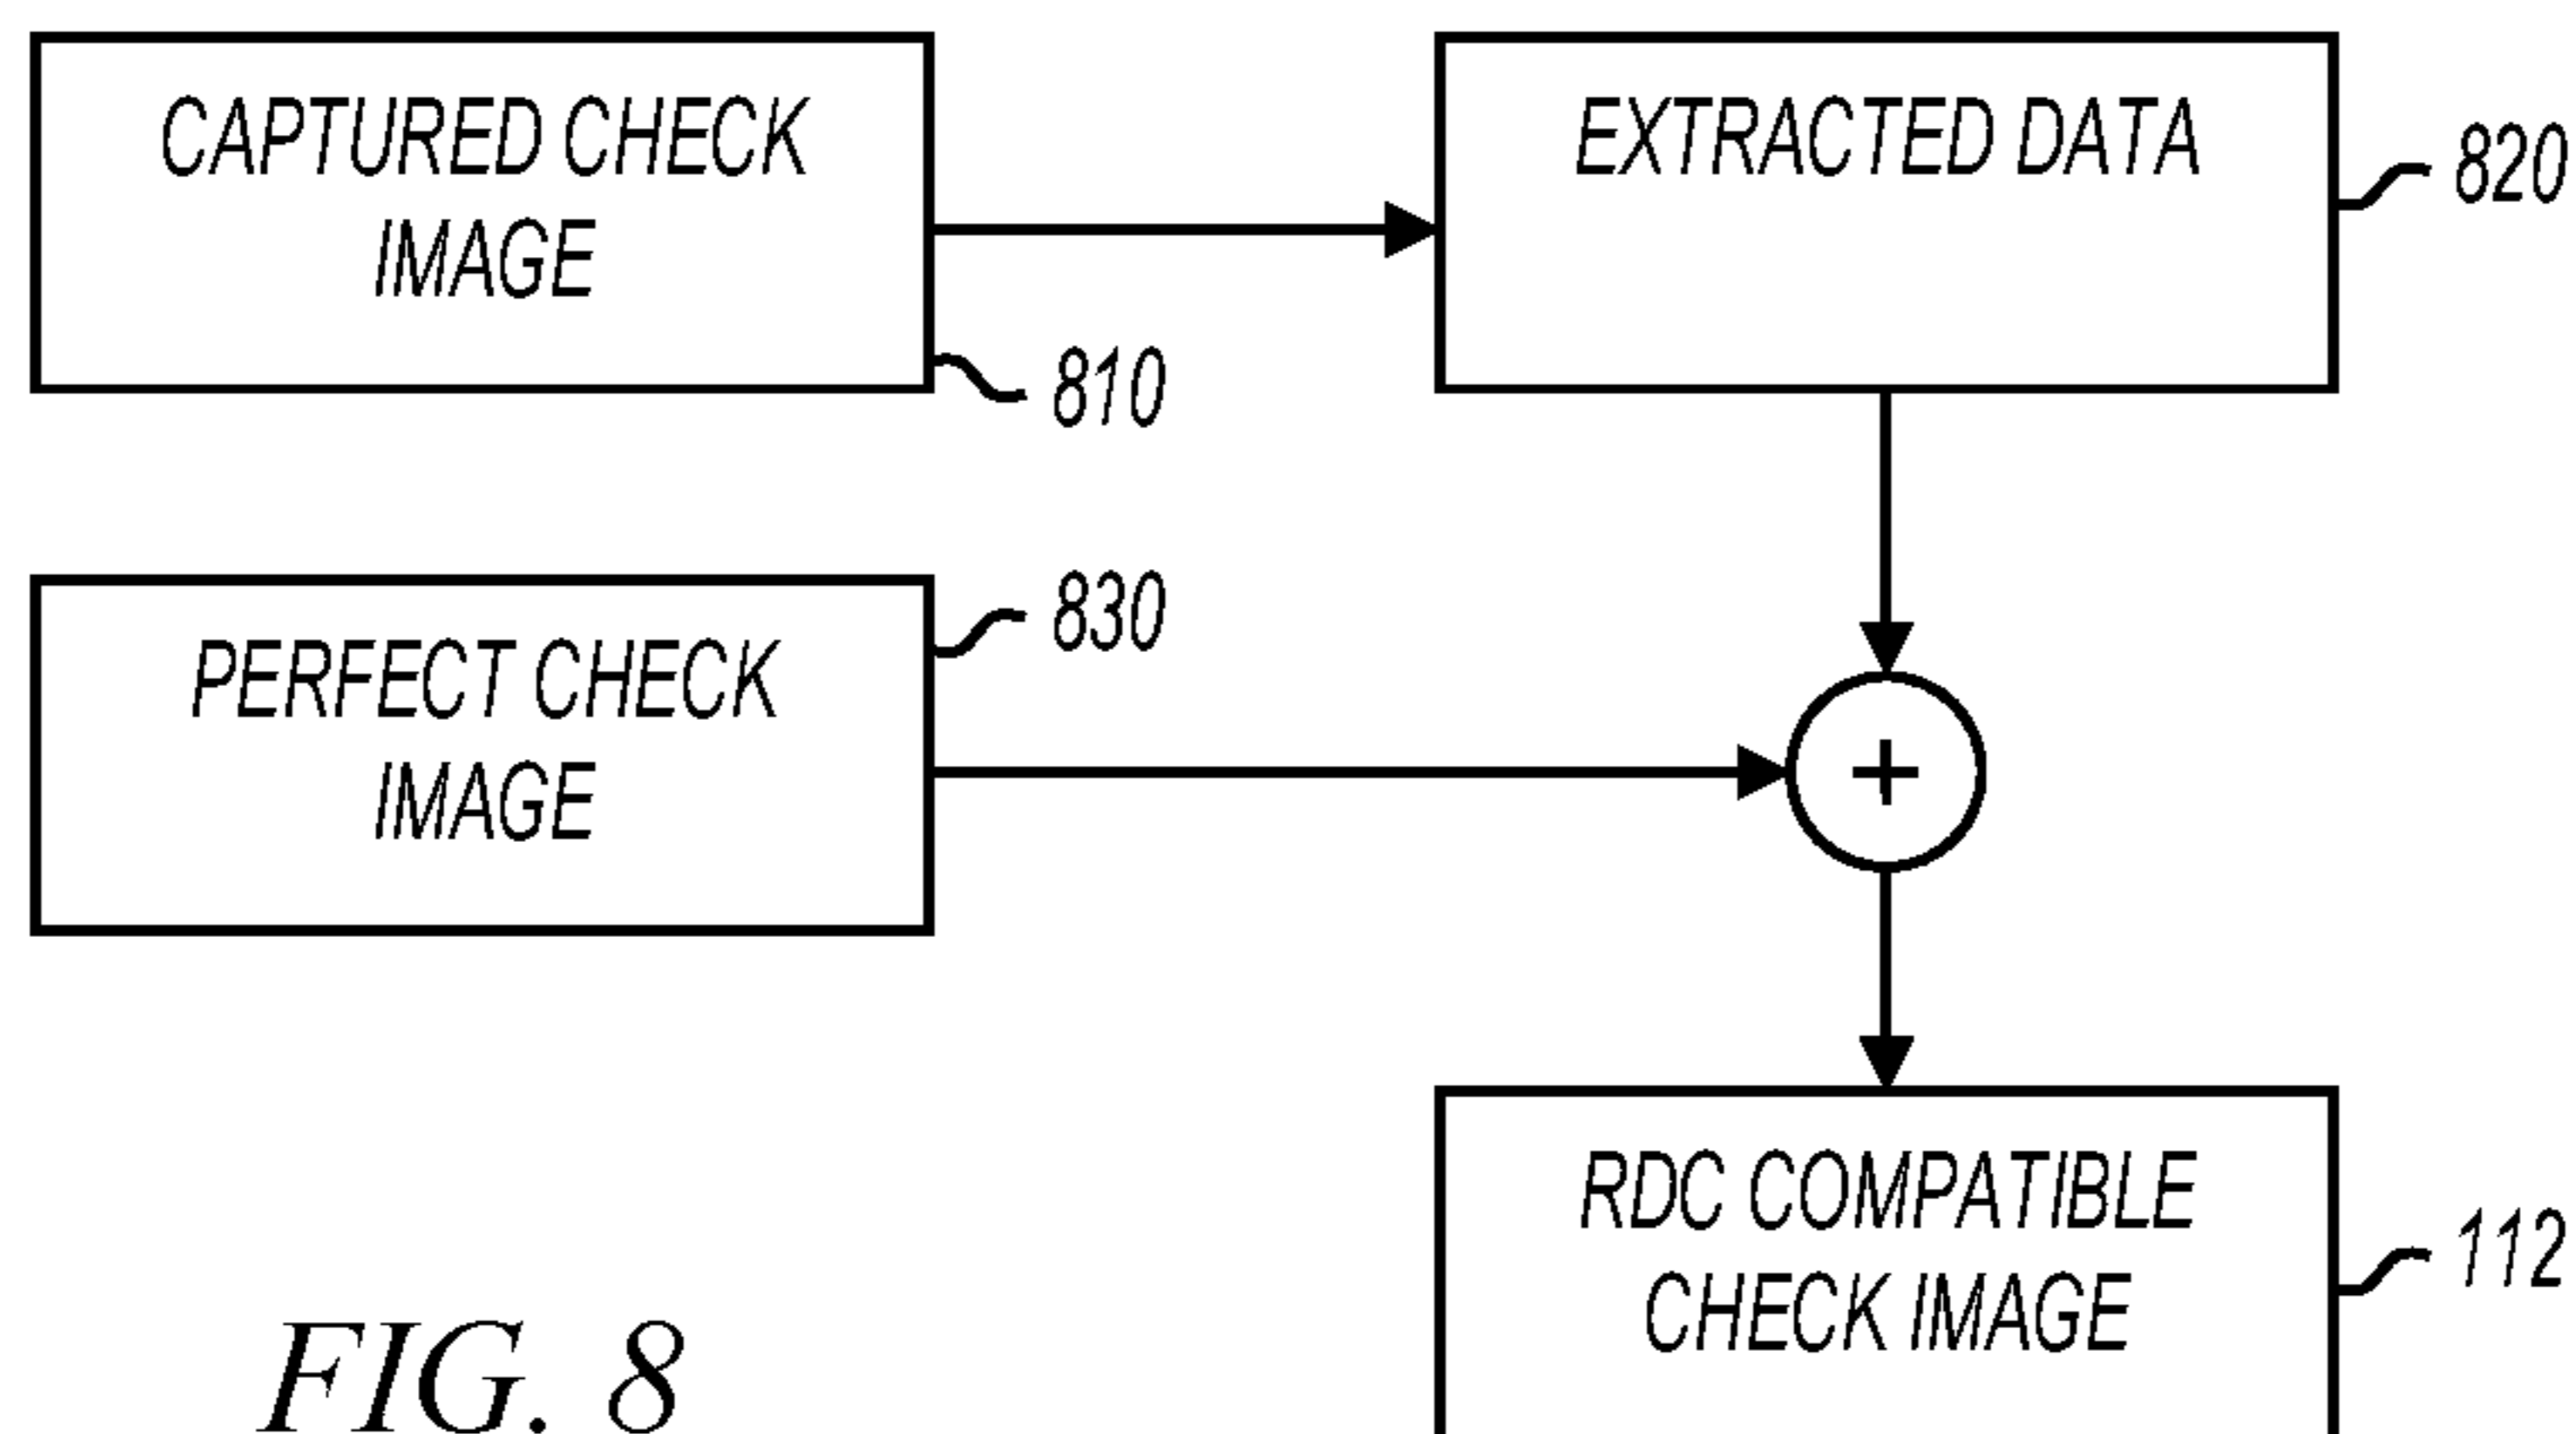 CAPTURED CHECK
IMAGE
810
EXTRACTED DATA
820
PERFECT CHECK
IMAGE
830
+
RDC COMPATIBLE
CHECK IMAGE
112
FIG. 8